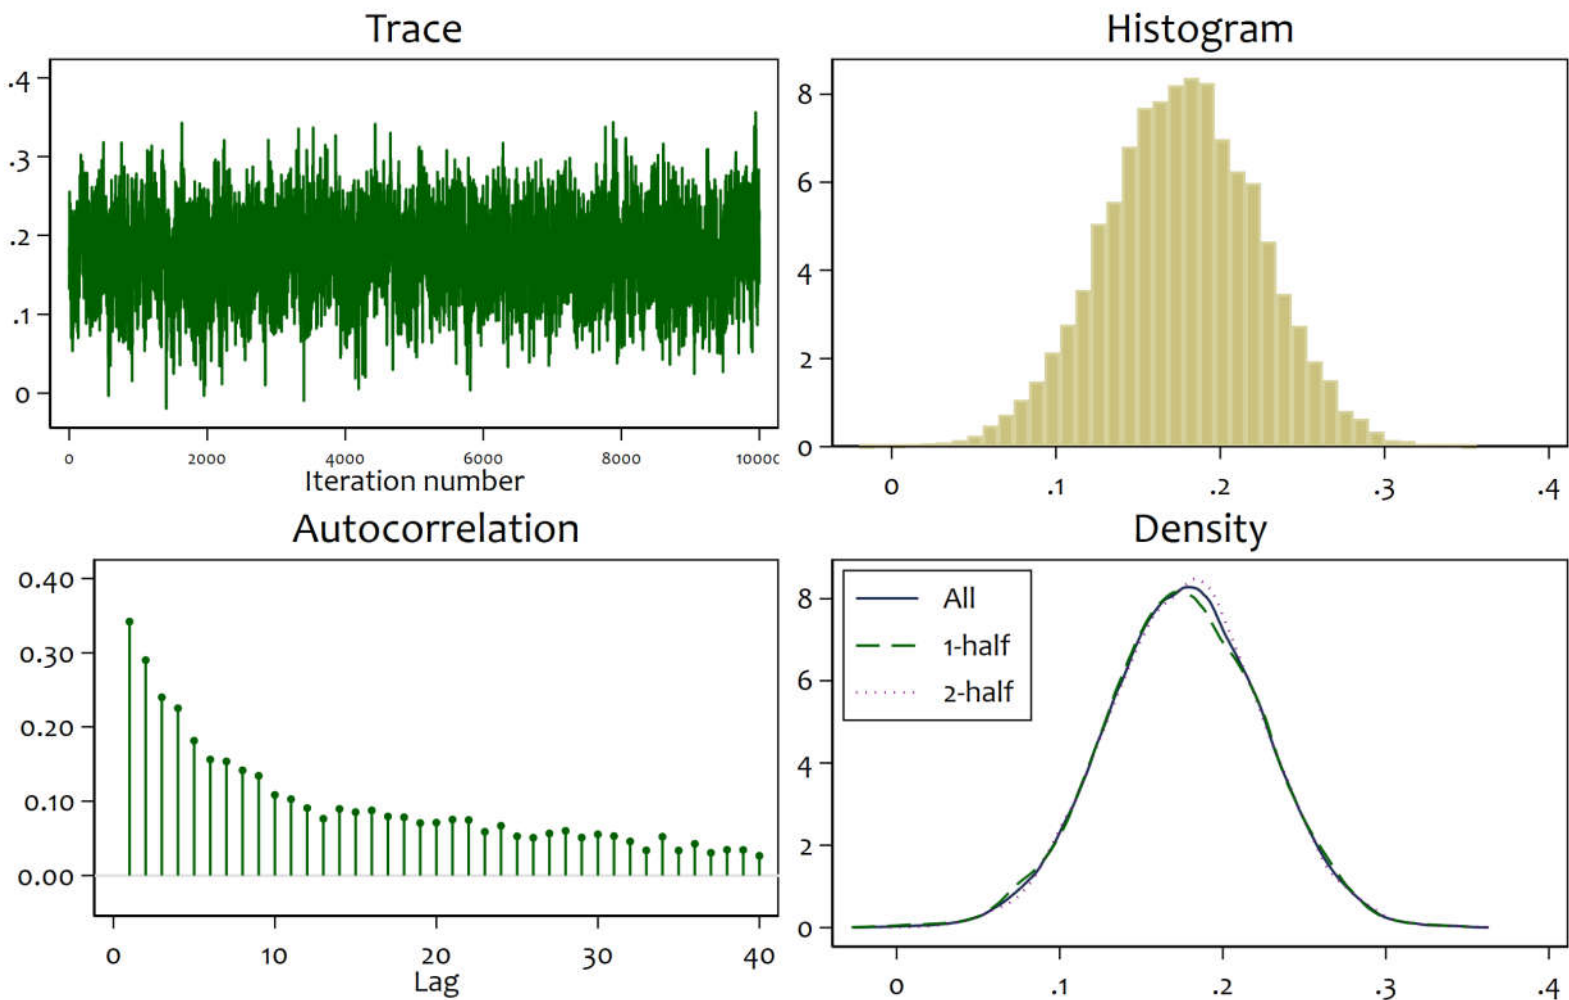 Trace
.4
.3
.2
.1
0
0 2000 4000 6000 8000 10000
Iteration number
Histogram
8
6
4
2
0
0 .1 .2 .3 .4
Autocorrelation
0.40
0.30
0.20
0.10
0.00
0 10 20 30 40
Lag
Density
All
1-half
2-half
8
6
4
2
0
0 .1 .2 .3 .4